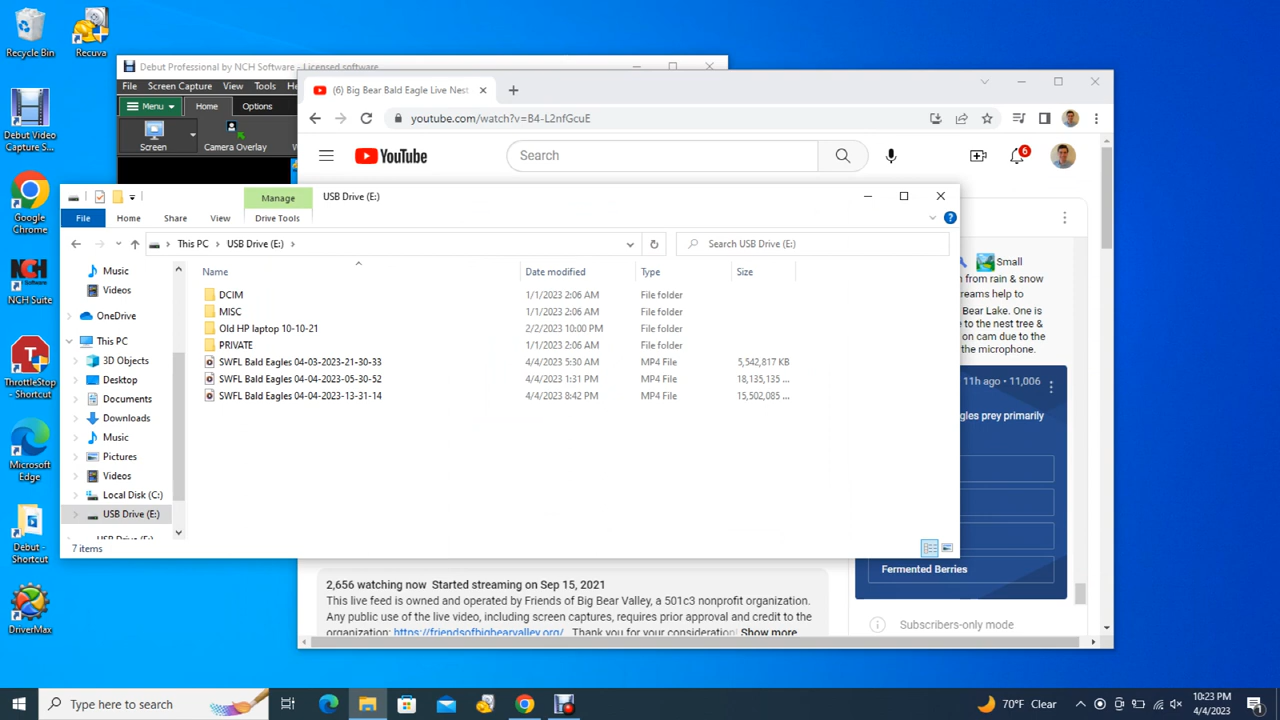 Recycle Bin
Recuva
Debut Video
Capture S...
Google
Chrome
NCH Software
NCH Suite
ThrottleStop
- Shortcut
Microsoft
Edge
Debut -
Shortcut
DriverMax
Debut Professional by NCH Software - Licensed software
File Screen Capture View Tools
Menu Home Options
Screen
Camera Overlay
(6) Big Bear Bald Eagle Live Nest
youtube.com/watch?v=B4-L2nfGcuE
YouTube
Search
6
Manage
USB Drive (E:)
File Home Share View Drive Tools
This PC > USB Drive (E:) >
Search USB Drive (E:)
Music
Videos
OneDrive
This PC
3D Objects
Desktop
Documents
Downloads
Music
Pictures
Videos
Local Disk (C:)
USB Drive (E:)
USB Drive (E:)
Name Date modified Type Size
DCIM 1/1/2023 2:06 AM File folder
MISC 1/1/2023 2:06 AM File folder
Old HP laptop 10-10-21 2/2/2023 10:00 PM File folder
PRIVATE 1/1/2023 2:06 AM File folder
SWFL Bald Eagles 04-03-2023-21-30-33 4/4/2023 5:30 AM MP4 File 5,542,817 KB
SWFL Bald Eagles 04-04-2023-05-30-52 4/4/2023 1:31 PM MP4 File 18,135,135 ...
SWFL Bald Eagles 04-04-2023-13-31-14 4/4/2023 8:42 PM MP4 File 15,502,085 ...
7 items
Small
from rain & snow
streams help to
Bear Lake. One is
to the nest tree &
the microphone.
11h ago • 11,006
gles prey primarily
Fermented Berries
Subscribers-only mode
2,656 watching now Started streaming on Sep 15, 2021
This live feed is owned and operated by Friends of Big Bear Valley, a 501c3 nonprofit organization.
Any public use of the live video, including screen captures, requires prior approval and credit to the
organization: https://friendsofbigbearvalley.org/ Thank you for your consideration! Show more
Type here to search
70°F Clear
10:23 PM
4/4/2023
1